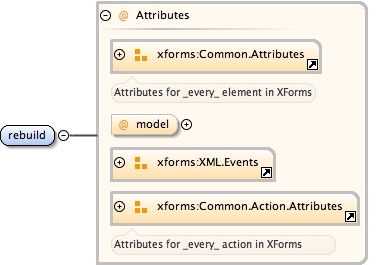 @ Attributes
xforms:Common.Attributes
Attributes for _every_ element in XForms
@ model
rebuild
xforms:XML.Events
xforms:Common.Action.Attributes
Attributes for _every_ action in XForms